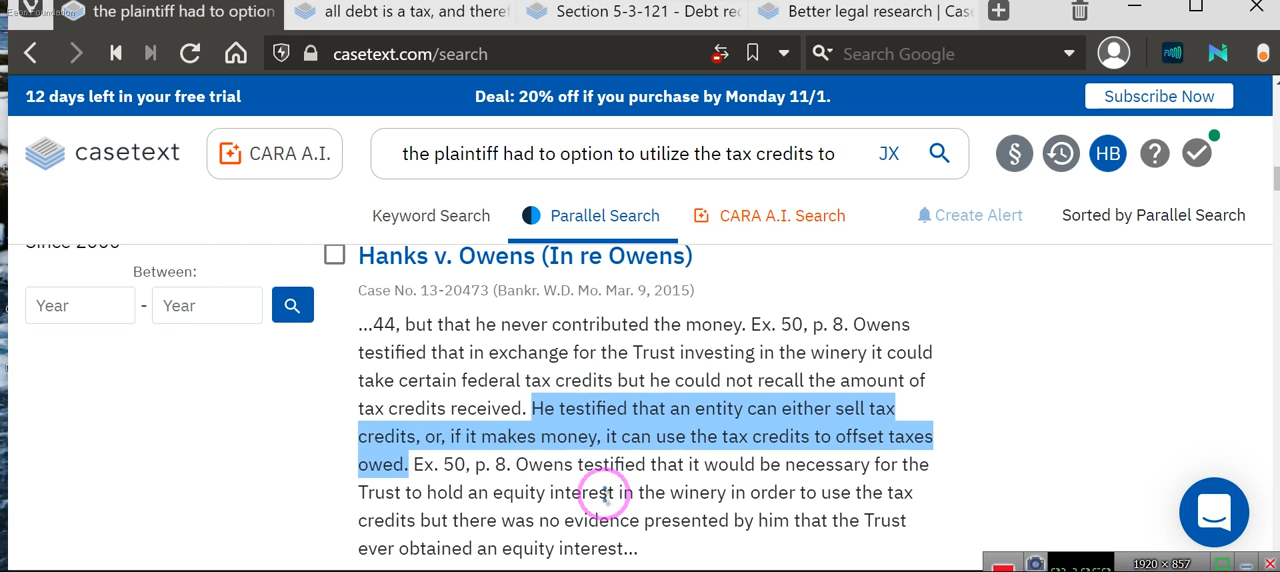 the plaintiff had to option
all debt is a tax, and theref
Section 5-3-121 - Debt rec
Better legal research | Case
casetext.com/search
Search Google
12 days left in your free trial
Deal: 20% off if you purchase by Monday 11/1.
Subscribe Now
casetext
CARA A.I.
the plaintiff had to option to utilize the tax credits to
JX
§
HB
?
Keyword Search
Parallel Search
CARA A.I. Search
Create Alert
Sorted by Parallel Search
Since 2000
Between:
Year
-
Year
Hanks v. Owens (In re Owens)
Case No. 13-20473 (Bankr. W.D. Mo. Mar. 9, 2015)
...44, but that he never contributed the money. Ex. 50, p. 8. Owens
testified that in exchange for the Trust investing in the winery it could
take certain federal tax credits but he could not recall the amount of
tax credits received. He testified that an entity can either sell tax
credits, or, if it makes money, it can use the tax credits to offset taxes
owed. Ex. 50, p. 8. Owens testified that it would be necessary for the
Trust to hold an equity interest in the winery in order to use the tax
credits but there was no evidence presented by him that the Trust
ever obtained an equity interest...
1920 × 857